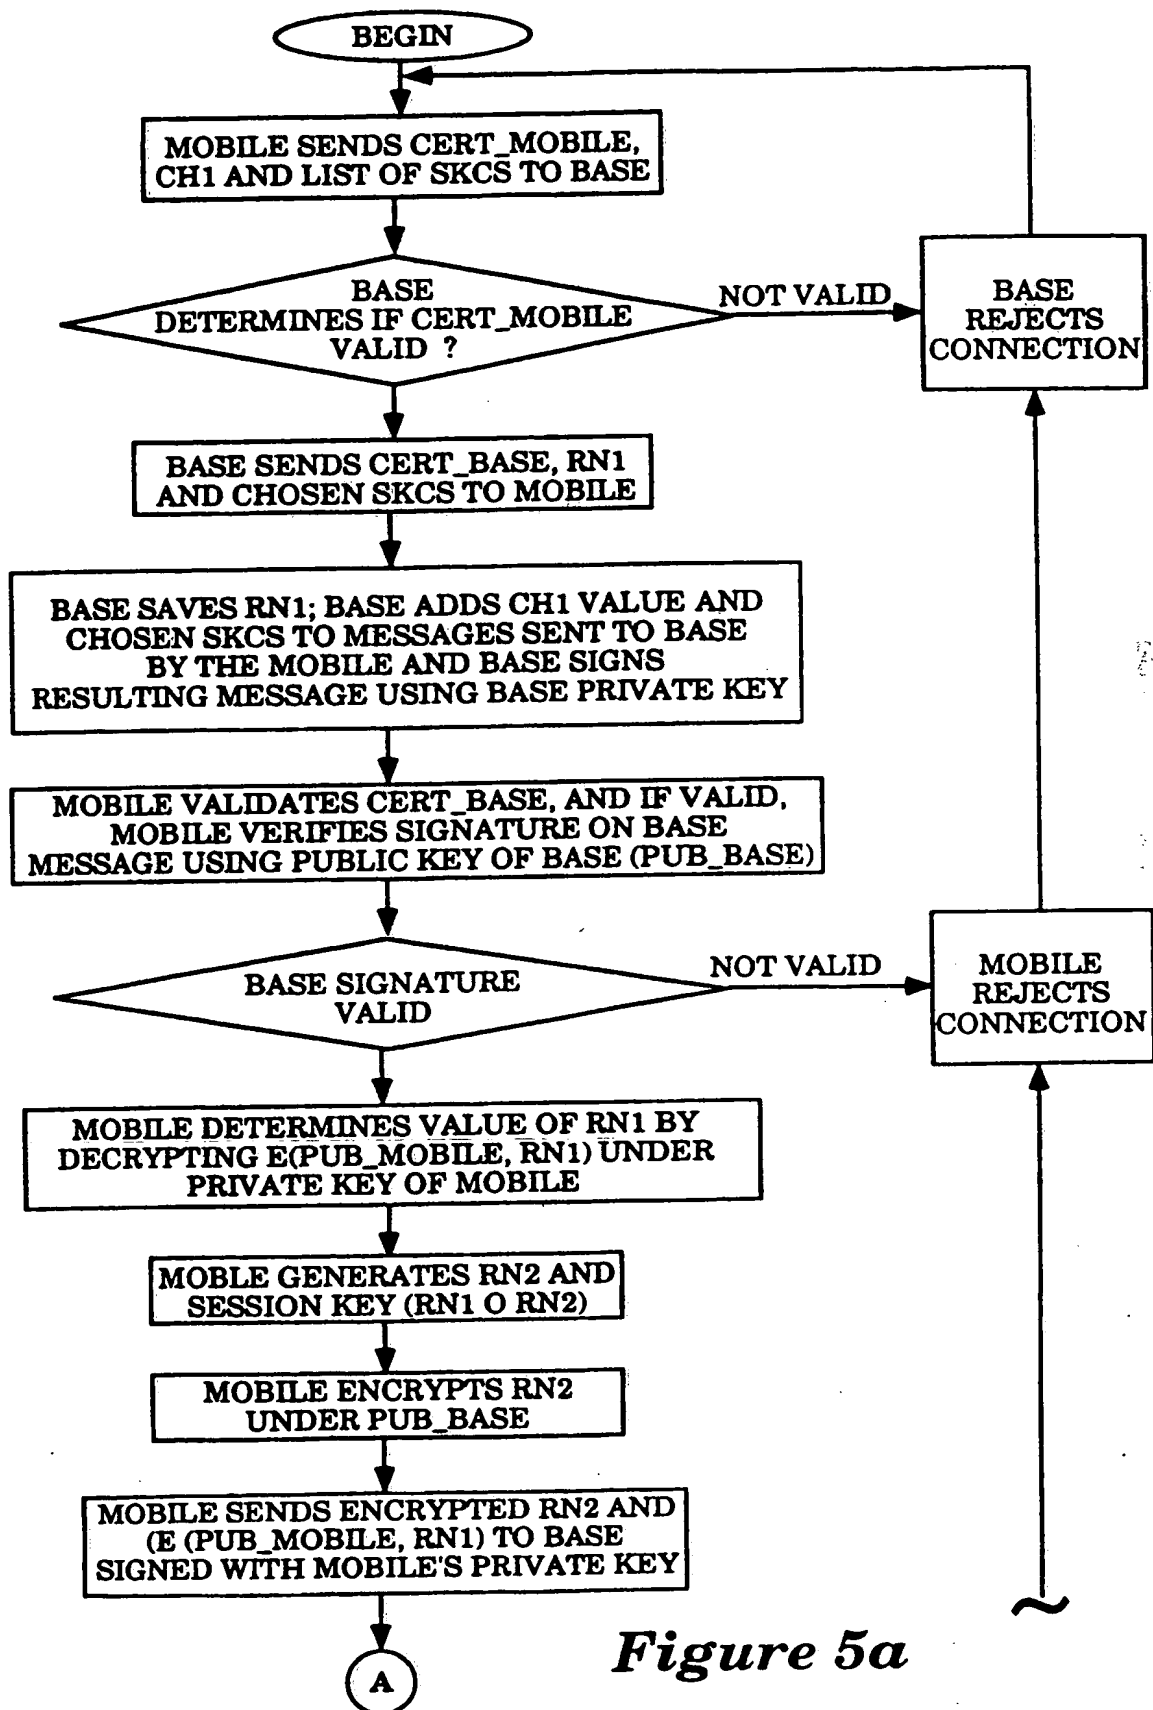 BEGIN
MOBILE SENDS CERT_MOBILE,
CH1 AND LIST OF SKCS TO BASE
BASE
DETERMINES IF CERT_MOBILE
VALID ?
NOT VALID
BASE
REJECTS
CONNECTION
BASE SENDS CERT_BASE, RN1
AND CHOSEN SKCS TO MOBILE
BASE SAVES RN1; BASE ADDS CH1 VALUE AND
CHOSEN SKCS TO MESSAGES SENT TO BASE
BY THE MOBILE AND BASE SIGNS
RESULTING MESSAGE USING BASE PRIVATE KEY
MOBILE VALIDATES CERT_BASE, AND IF VALID,
MOBILE VERIFIES SIGNATURE ON BASE
MESSAGE USING PUBLIC KEY OF BASE (PUB_BASE)
BASE SIGNATURE
VALID
NOT VALID
MOBILE
REJECTS
CONNECTION
MOBILE DETERMINES VALUE OF RN1 BY
DECRYPTING E(PUB_MOBILE, RN1) UNDER
PRIVATE KEY OF MOBILE
MOBLE GENERATES RN2 AND
SESSION KEY (RN1 O RN2)
MOBILE ENCRYPTS RN2
UNDER PUB_BASE
MOBILE SENDS ENCRYPTED RN2 AND
(E (PUB_MOBILE, RN1) TO BASE
SIGNED WITH MOBILE'S PRIVATE KEY
A
Figure 5a